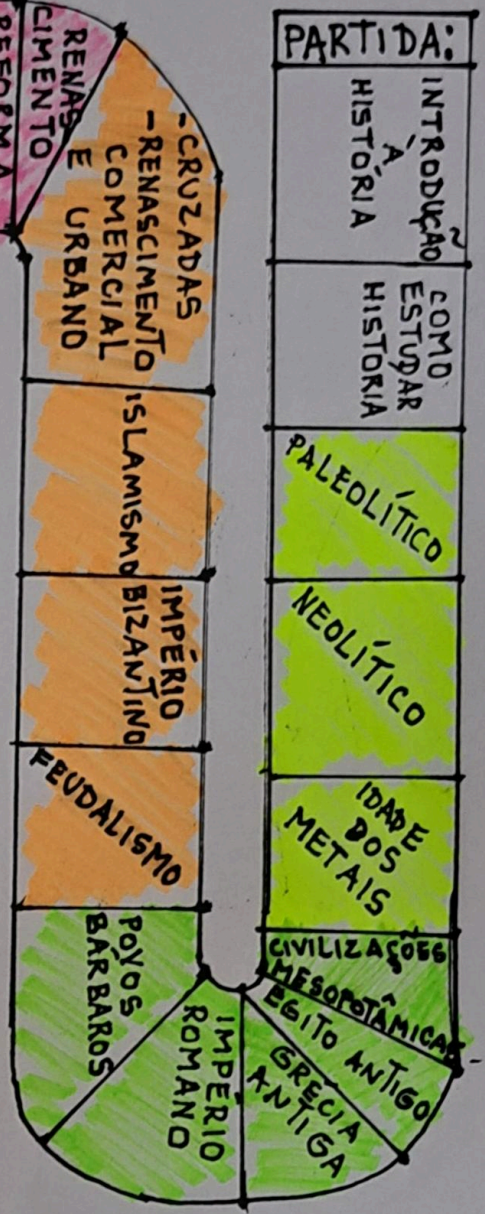 PARTIDA:
INTRODUÇÃO
À
HISTÓRIA
COMO
ESTUDAR
HISTORIA
PALEOLÍTICO
NEOLÍTICO
IDADE
DOS
METAIS
CIVILIZAÇÕES
MESOPOTÂMICAS
EGITO ANTIGO
GRÉCIA
ANTIGA
IMPÉRIO
ROMANO
POVOS
BÁRBAROS
FEUDALISMO
IMPÉRIO
BIZANTINO
ISLAMISMO
-CRUZADAS
-RENASCIMENTO
COMERCIAL
E URBANO
RENAS
CIMENTO